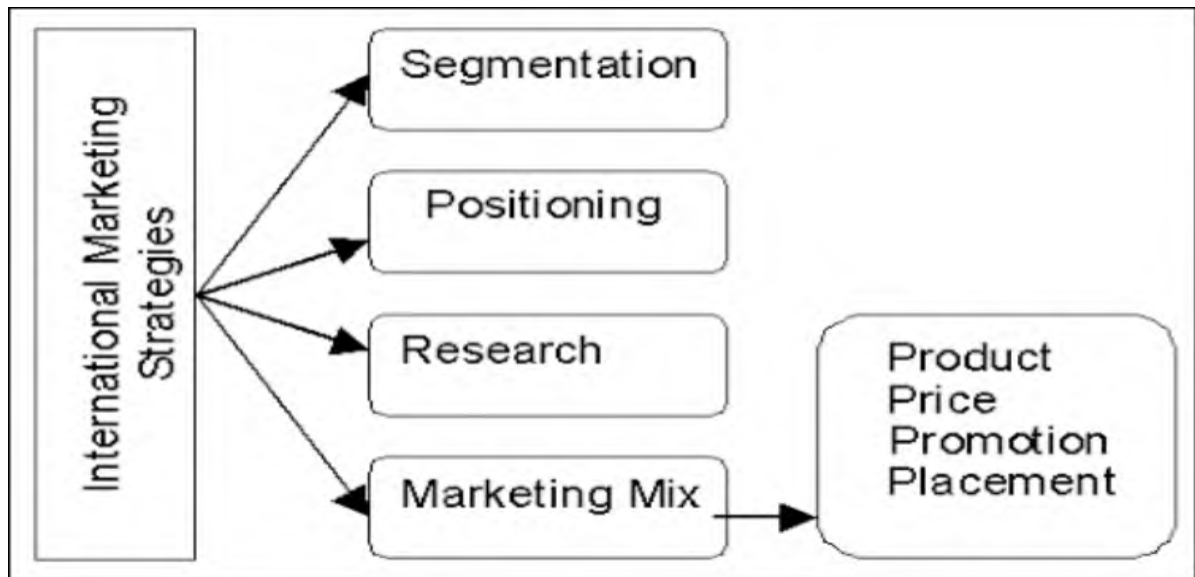 International Marketing
Strategies
Segmentation
Positioning
Research
Marketing Mix
Product
Price
Promotion
Placement